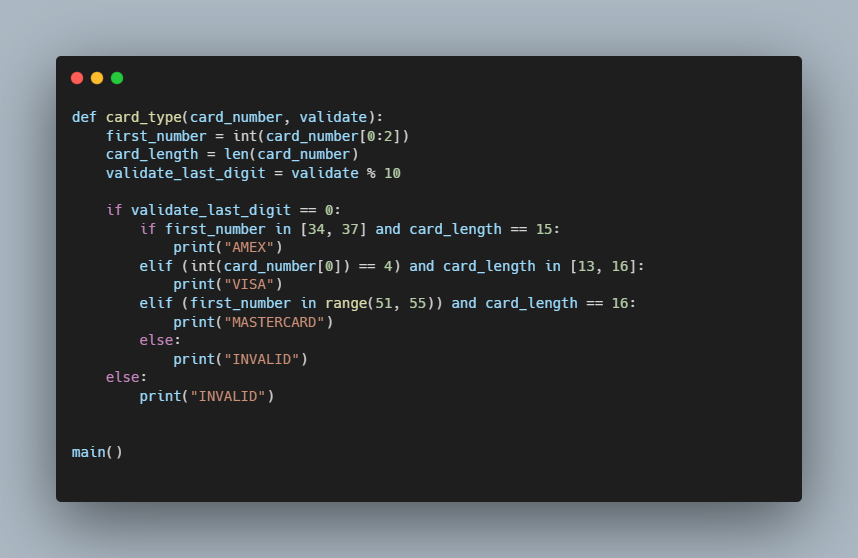 def card_type(card_number, validate):
    first_number = int(card_number[0:2])
    card_length = len(card_number)
    validate_last_digit = validate % 10

    if validate_last_digit == 0:
        if first_number in [34, 37] and card_length == 15:
            print("AMEX")
        elif (int(card_number[0]) == 4) and card_length in [13, 16]:
            print("VISA")
        elif (first_number in range(51, 55)) and card_length == 16:
            print("MASTERCARD")
        else:
            print("INVALID")
    else:
        print("INVALID")


main()